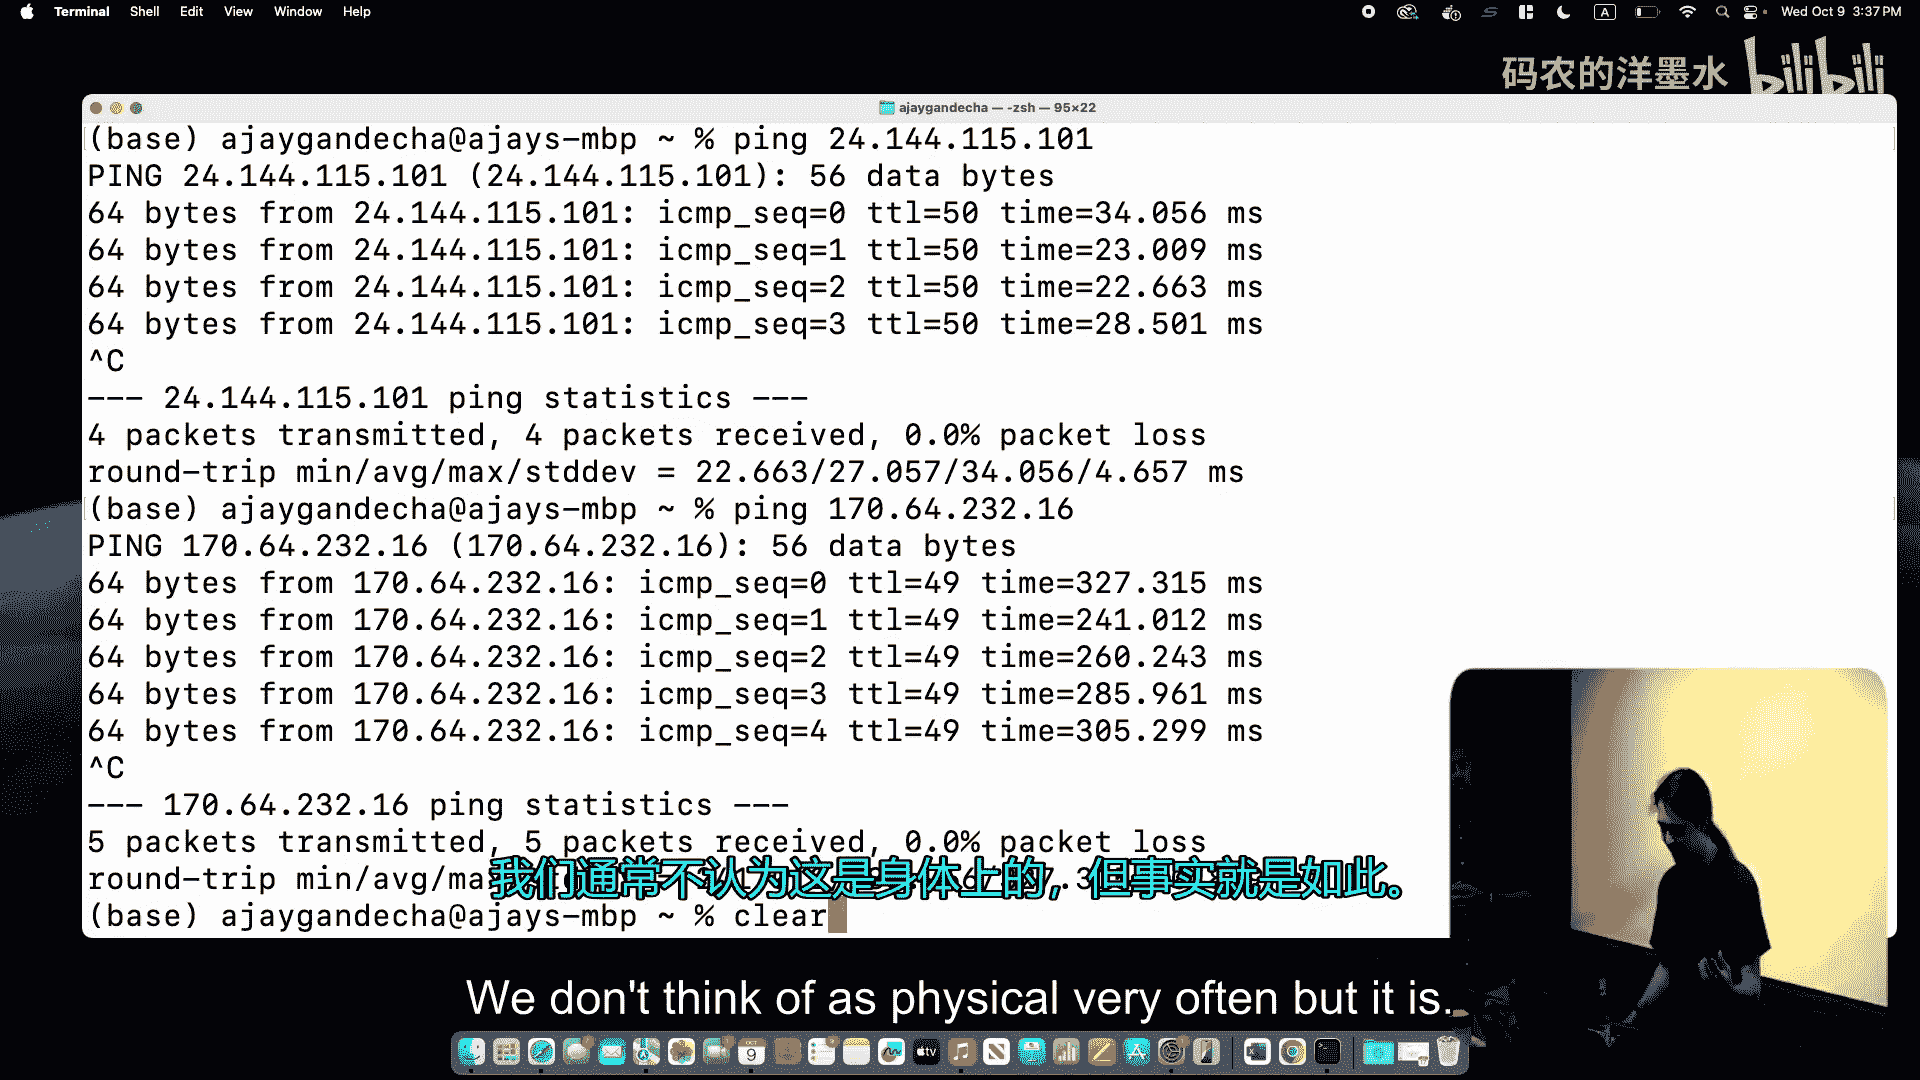 Terminal Shell Edit View Window Help
A
Wed Oct 9 3:37 PM
码农的洋墨水 bilibili
ajaygandecha — -zsh — 95×22
(base) ajaygandecha@ajays-mbp ~ % ping 24.144.115.101
PING 24.144.115.101 (24.144.115.101): 56 data bytes
64 bytes from 24.144.115.101: icmp_seq=0 ttl=50 time=34.056 ms
64 bytes from 24.144.115.101: icmp_seq=1 ttl=50 time=23.009 ms
64 bytes from 24.144.115.101: icmp_seq=2 ttl=50 time=22.663 ms
64 bytes from 24.144.115.101: icmp_seq=3 ttl=50 time=28.501 ms
^C
--- 24.144.115.101 ping statistics ---
4 packets transmitted, 4 packets received, 0.0% packet loss
round-trip min/avg/max/stddev = 22.663/27.057/34.056/4.657 ms
(base) ajaygandecha@ajays-mbp ~ % ping 170.64.232.16
PING 170.64.232.16 (170.64.232.16): 56 data bytes
64 bytes from 170.64.232.16: icmp_seq=0 ttl=49 time=327.315 ms
64 bytes from 170.64.232.16: icmp_seq=1 ttl=49 time=241.012 ms
64 bytes from 170.64.232.16: icmp_seq=2 ttl=49 time=260.243 ms
64 bytes from 170.64.232.16: icmp_seq=3 ttl=49 time=285.961 ms
64 bytes from 170.64.232.16: icmp_seq=4 ttl=49 time=305.299 ms
^C
--- 170.64.232.16 ping statistics ---
5 packets transmitted, 5 packets received, 0.0% packet loss
round-trip min/avg/ma
我们通常不认为这是身体上的，但事实就是如此。
(base) ajaygandecha@ajays-mbp ~ % clear
We don't think of as physical very often but it is.
OCT
9
tv